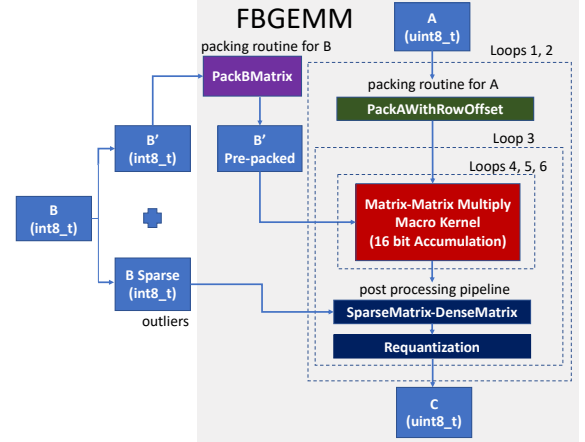 FBGEMM
A
(uint8_t)
packing routine for B
Loops 1, 2
PackBMatrix
packing routine for A
PackAWithRowOffset
B’
(int8_t)
B’
Pre-packed
Loop 3
Loops 4, 5, 6
B
(int8_t)
Matrix-Matrix Multiply
Macro Kernel
(16 bit Accumulation)
B Sparse
(int8_t)
outliers
post processing pipeline
SparseMatrix-DenseMatrix
Requantization
C
(uint8_t)